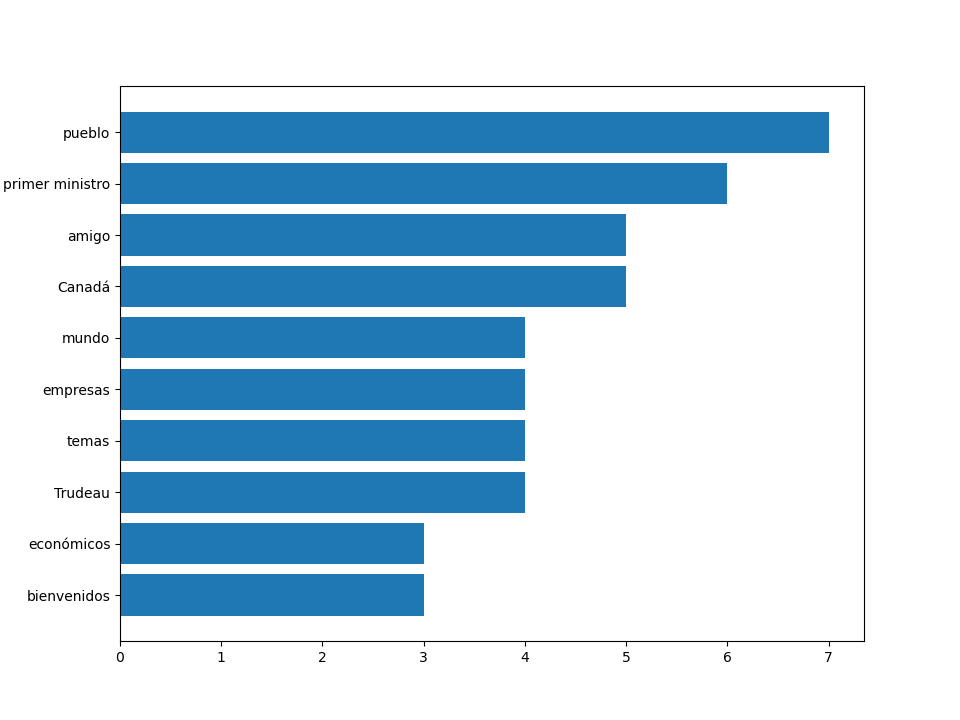 pueblo
primer ministro
amigo
Canadá
mundo
empresas
temas
Trudeau
económicos
bienvenidos
0 1 2 3 4 5 6 7